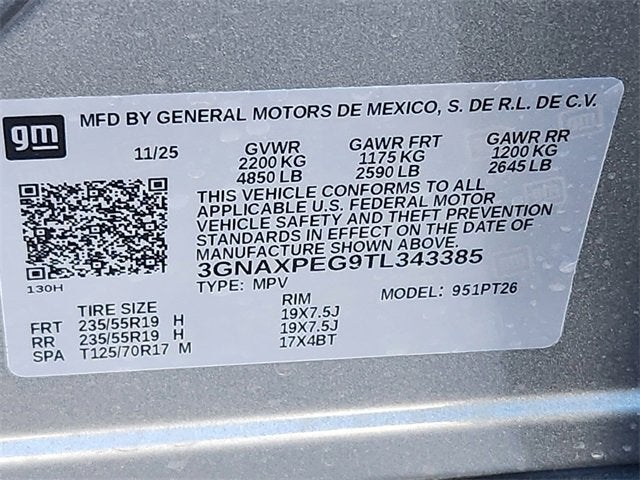 gm
MFD BY GENERAL MOTORS DE MEXICO, S. DE R.L. DE C.V.
11/25 GVWR GAWR FRT GAWR RR
2200 KG 1175 KG 1200 KG
4850 LB 2590 LB 2645 LB
THIS VEHICLE CONFORMS TO ALL
APPLICABLE U.S. FEDERAL MOTOR
VEHICLE SAFETY AND THEFT PREVENTION
STANDARDS IN EFFECT ON THE DATE OF
MANUFACTURE SHOWN ABOVE.
3GNAXPEG9TL343385
130H
TYPE: MPV MODEL: 951PT26
TIRE SIZE RIM
FRT 235/55R19 H 19X7.5J
RR 235/55R19 H 19X7.5J
SPA T125/70R17 M 17X4BT